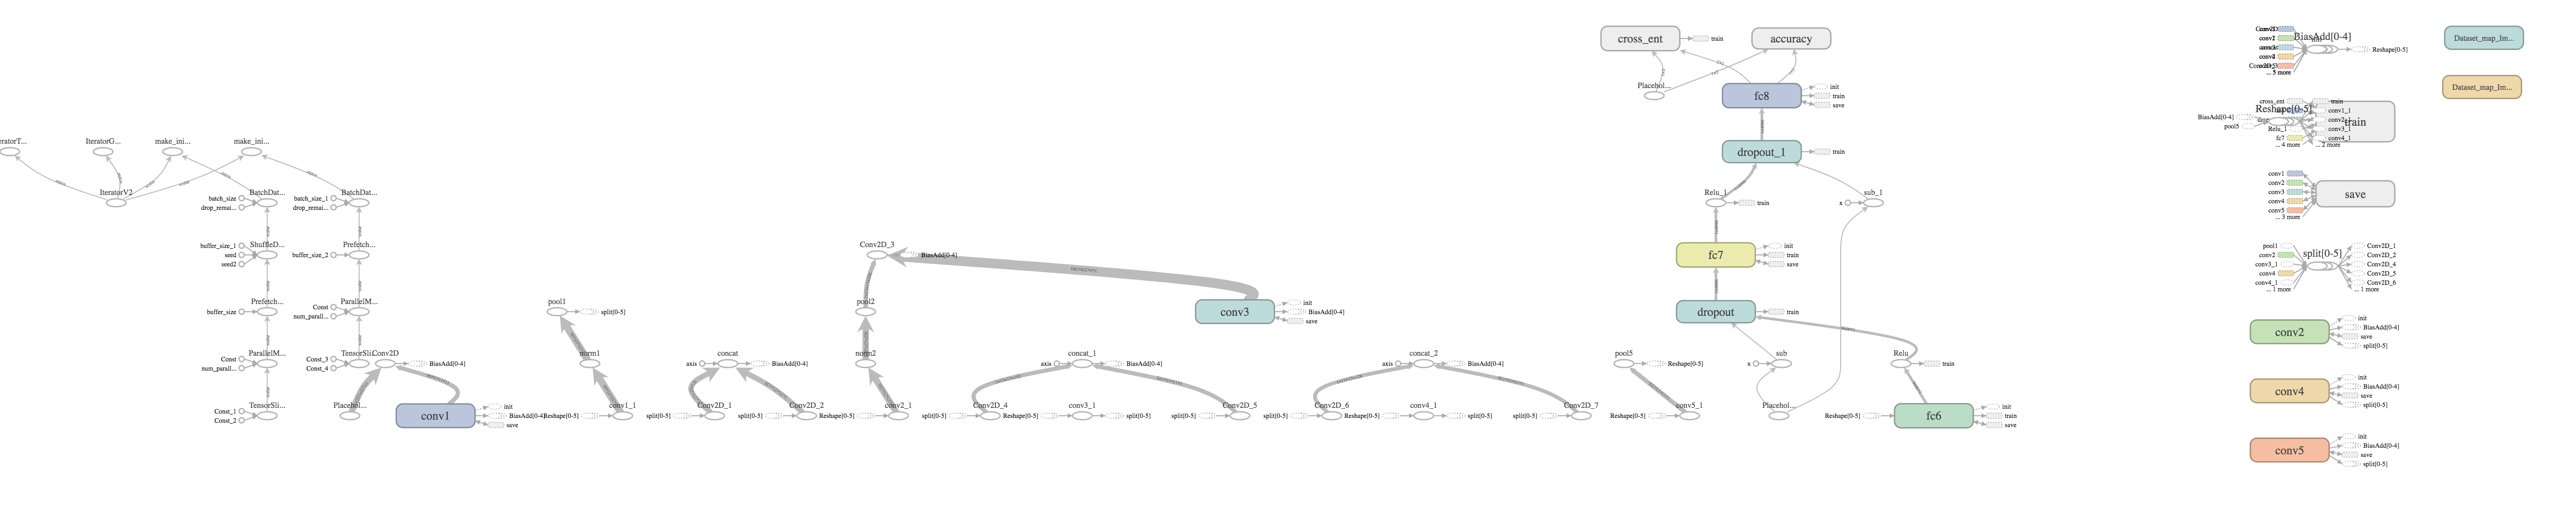 cross_ent
train
accuracy
Placehol...
fc8
init
train
save
dropout_1
train
Relu_1
train
sub_1
x
fc7
init
train
save
dropout
train
sub
x
Placehol...
Relu
train
fc6
Reshape[0-5]
init
train
save
eratorT...
IteratorG...
make_ini...
make_ini...
IteratorV2
BatchDat...
batch_size
drop_remai...
BatchDat...
batch_size_1
drop_remai...
ShuffleD...
buffer_size_1
seed
seed2
Prefetch...
buffer_size_2
Prefetch...
buffer_size
ParallelM...
Const
num_parall...
ParallelM...
Const
num_parall...
TensorSli...
Const_3
Const_4
Conv2D
BiasAdd[0-4]
TensorSli...
Const_1
Const_2
Placehol...
conv1
init
BiasAdd[0-4]
save
pool1
split[0-5]
norm1
Reshape[0-5]
conv1_1
concat
axis
BiasAdd[0-4]
split[0-5]
Conv2D_1
split[0-5]
Conv2D_2
Conv2D_3
BiasAdd[0-4]
pool2
norm2
Reshape[0-5]
conv2_1
conv3
init
BiasAdd[0-4]
save
concat_1
axis
BiasAdd[0-4]
split[0-5]
Conv2D_4
Reshape[0-5]
conv3_1
split[0-5]
split[0-5]
Conv2D_5
concat_2
axis
BiasAdd[0-4]
split[0-5]
Conv2D_6
Reshape[0-5]
conv4_1
split[0-5]
split[0-5]
Conv2D_7
pool5
Reshape[0-5]
Reshape[0-5]
conv5_1
BiasAdd[0-4]
Reshape[0-5]
... 5 more
Dataset_map_Im...
Dataset_map_Im...
Reshape[0-5]
BiasAdd[0-4]
pool5
cross_ent
Relu_1
fc7
... 4 more
train
train
conv1_1
conv3_1
conv4_1
... 2 more
save
conv1
conv2
conv3
conv4
conv5
... 3 more
split[0-5]
pool1
conv2
conv3_1
conv4
conv4_1
... 1 more
Conv2D_1
Conv2D_2
Conv2D_4
Conv2D_5
Conv2D_6
... 1 more
conv2
init
BiasAdd[0-4]
save
split[0-5]
conv4
init
BiasAdd[0-4]
save
split[0-5]
conv5
init
BiasAdd[0-4]
save
split[0-5]